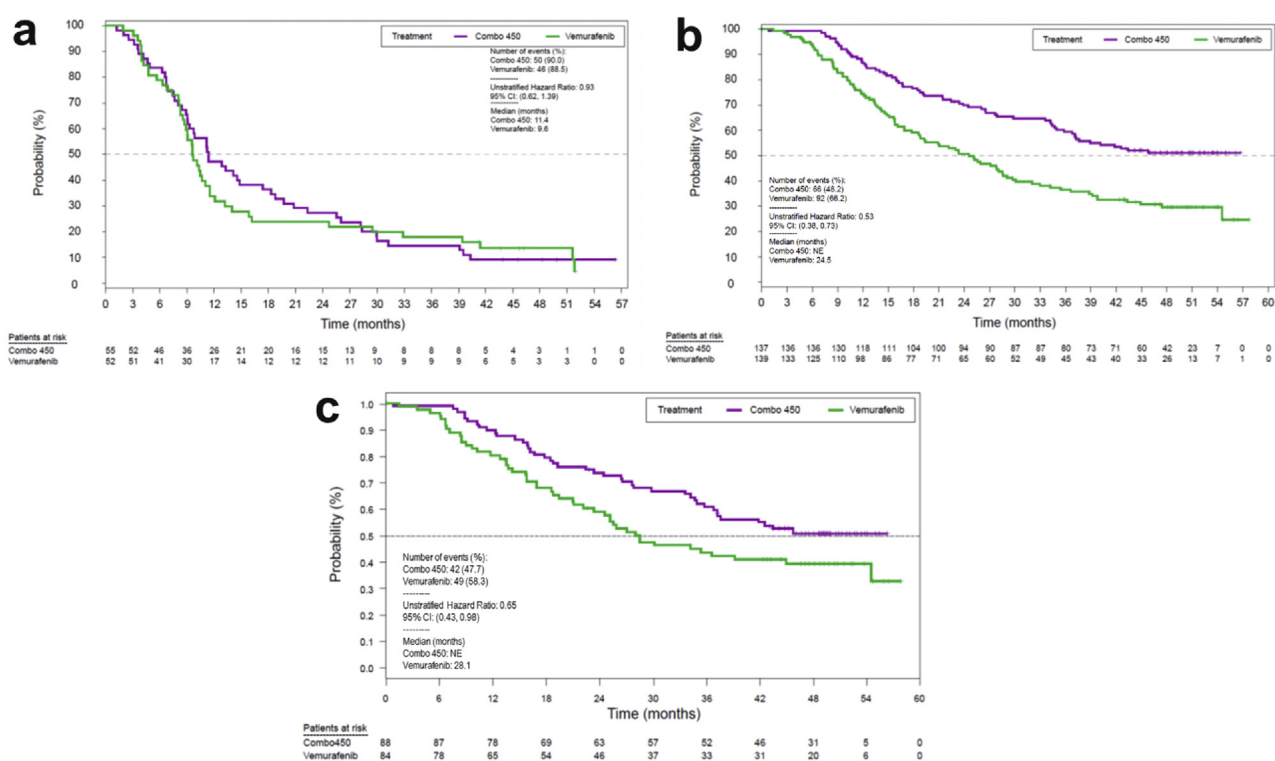 a
Treatment Combo 450 Vemurafenib
Number of events (%):
Combo 450: 50 (90.0)
Vemurafenib: 46 (88.5)
----------
Unstratified Hazard Ratio: 0.93
95% CI: (0.62, 1.39)
----------
Median (months)
Combo 450: 11.4
Vemurafenib: 9.6
Probability (%)
100
90
80
70
60
50
40
30
20
10
0
0 3 6 9 12 15 18 21 24 27 30 33 36 39 42 45 48 51 54 57
Time (months)
Patients at risk
Combo 450 55 52 46 36 26 21 20 16 15 13 9 8 8 8 5 4 3 1 1 0
Vemurafenib 52 51 41 30 17 14 12 12 12 11 10 9 9 9 6 5 3 3 0 0
b
Treatment Combo 450 Vemurafenib
Probability (%)
100
90
80
70
60
50
40
30
20
10
0
Number of events (%):
Combo 450: 66 (48.2)
Vemurafenib: 92 (66.2)
----------
Unstratified Hazard Ratio: 0.53
95% CI: (0.38, 0.73)
----------
Median (months)
Combo 450: NE
Vemurafenib: 24.5
0 3 6 9 12 15 18 21 24 27 30 33 36 39 42 45 48 51 54 57 60
Time (months)
Patients at risk
Combo 450 137 136 136 130 118 111 104 100 94 90 87 87 80 73 71 60 42 23 7 0 0
Vemurafenib 139 133 125 110 98 86 77 71 65 60 52 49 45 43 40 33 26 13 7 1 0
c
Treatment Combo 450 Vemurafenib
Probability (%)
1.0
0.9
0.8
0.7
0.6
0.5
0.4
0.3
0.2
0.1
0.0
Number of events (%):
Combo 450: 42 (47.7)
Vemurafenib: 49 (58.3)
---------
Unstratified Hazard Ratio: 0.65
95% CI: (0.43, 0.98)
---------
Median (months)
Combo 450: NE
Vemurafenib: 28.1
0 6 12 18 24 30 36 42 48 54 60
Time (months)
Patients at risk
Combo450 88 87 78 69 63 57 52 46 31 5 0
Vemurafenib 84 78 65 54 46 37 33 31 20 6 0